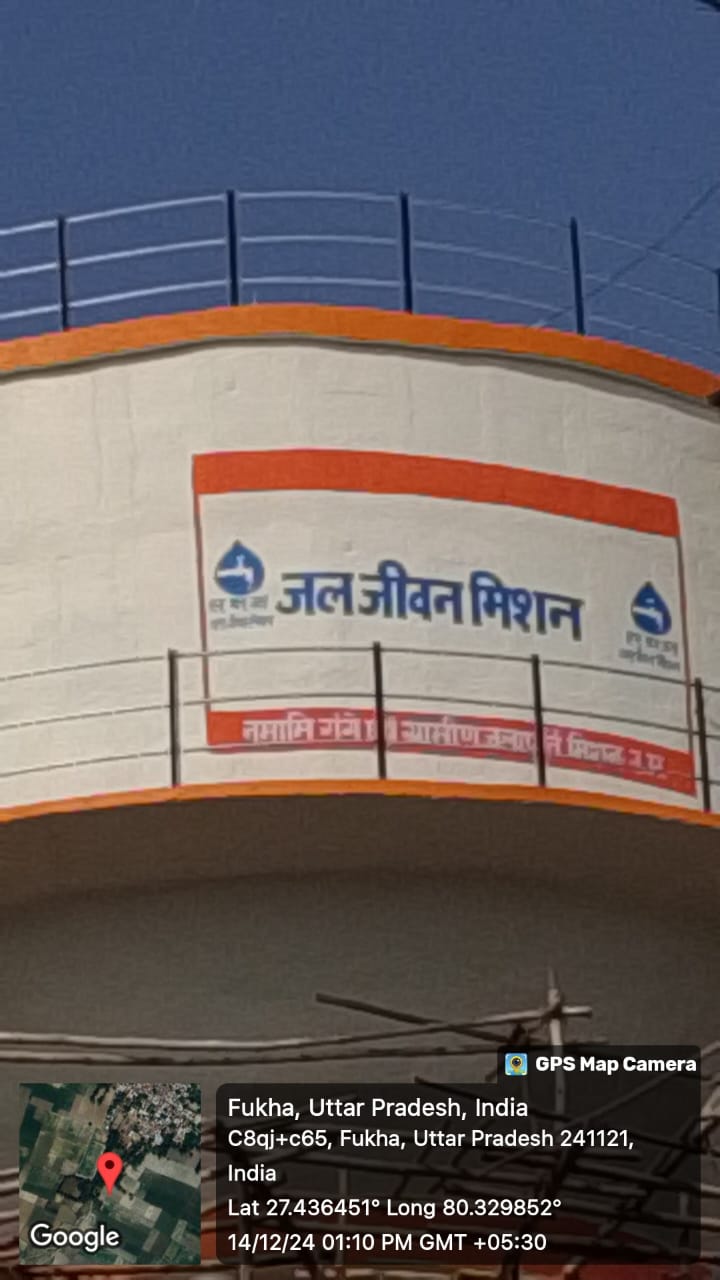 जल जीवन मिशन
नमामि गंगे ग्रामीण
GPS Map Camera
Fukha, Uttar Pradesh, India
C8qj+c65, Fukha, Uttar Pradesh 241121,
India
Lat 27.436451° Long 80.329852°
14/12/24 01:10 PM GMT +05:30
Google